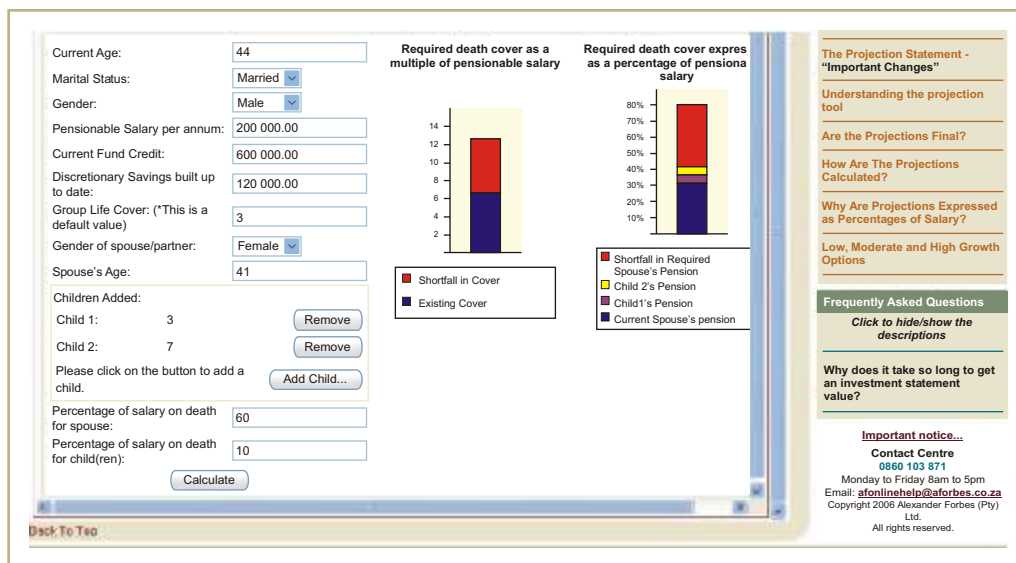 Current Age:
44
Marital Status:
Married
Gender:
Male
Pensionable Salary per annum:
200 000.00
Current Fund Credit:
600 000.00
Discretionary Savings built up
to date:
120 000.00
Group Life Cover: (*This is a
default value)
3
Gender of spouse/partner:
Female
Spouse's Age:
41
Children Added:
Child 1:
3
Remove
Child 2:
7
Remove
Please click on the button to add a
child.
Add Child...
Percentage of salary on death
for spouse:
60
Percentage of salary on death
for child(ren):
10
Calculate
Required death cover as a
multiple of pensionable salary
14
12
10
8
6
4
2
Shortfall in Cover
Existing Cover
Required death cover expres
as a percentage of pensiona
salary
80%
70%
60%
50%
40%
30%
20%
10%
Shortfall in Required
Spouse's Pension
Child 2's Pension
Child1's Pension
Current Spouse's pension
The Projection Statement -
“Important Changes”
Understanding the projection
tool
Are the Projections Final?
How Are The Projections
Calculated?
Why Are Projections Expressed
as Percentages of Salary?
Low, Moderate and High Growth
Options
Frequently Asked Questions
Click to hide/show the
descriptions
Why does it take so long to get
an investment statement
value?
Important notice...
Contact Centre
0860 103 871
Monday to Friday 8am to 5pm
Email: afonlinehelp@aforbes.co.za
Copyright 2006 Alexander Forbes (Pty)
Ltd.
All rights reserved.
Back To Top